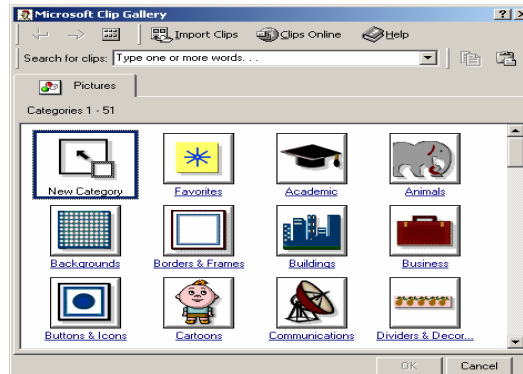 Microsoft Clip Gallery
Import Clips Clips Online Help
Search for clips: Type one or more words. . .
Pictures
Categories 1 - 51
New Category Favorites Academic Animals
Backgrounds Borders & Frames Buildings Business
Buttons & Icons Cartoons Communications Dividers & Decor...
OK Cancel